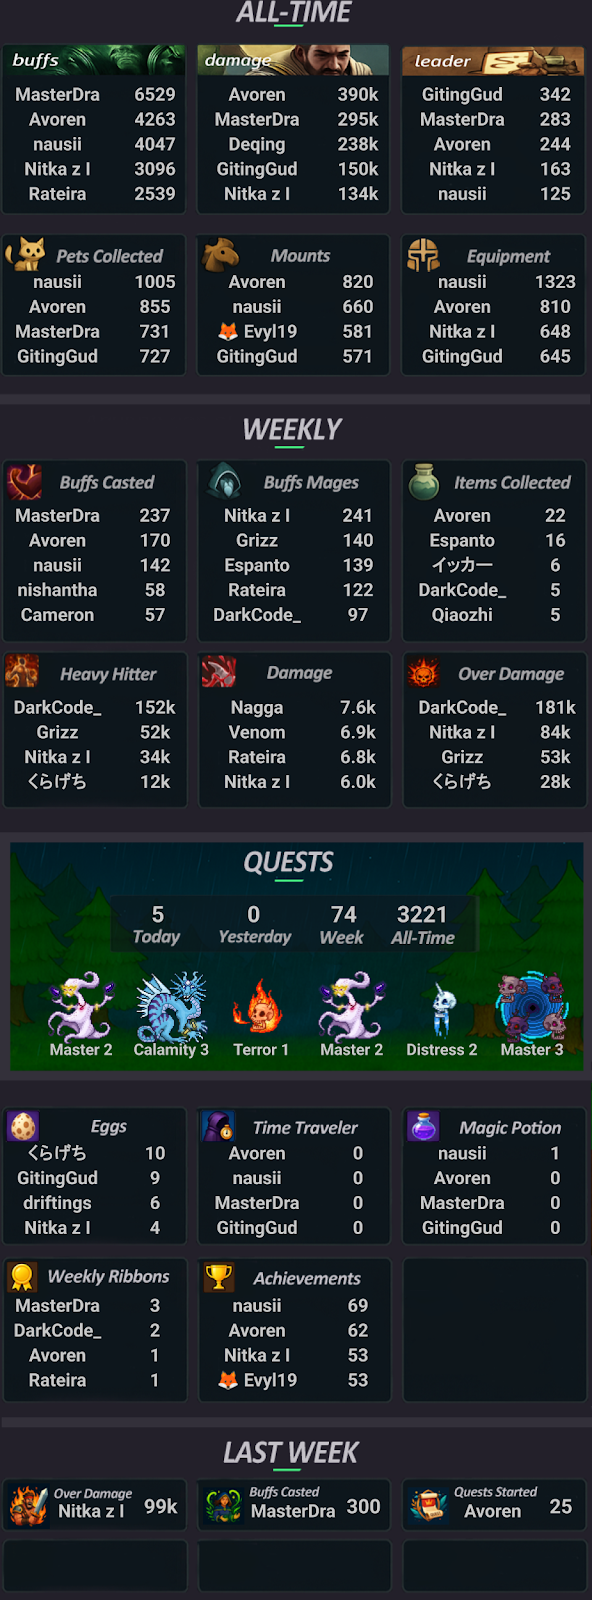 ALL-TIME
buffs
MasterDra 6529
Avoren 4263
nausii 4047
Nitka z I 3096
Rateira 2539
damage
Avoren 390k
MasterDra 295k
Deqing 238k
GitingGud 150k
Nitka z I 134k
leader
GitingGud 342
MasterDra 283
Avoren 244
Nitka z I 163
nausii 125
Pets Collected
nausii 1005
Avoren 855
MasterDra 731
GitingGud 727
Mounts
Avoren 820
nausii 660
🦊 Evyl19 581
GitingGud 571
Equipment
nausii 1323
Avoren 810
Nitka z I 648
GitingGud 645
WEEKLY
Buffs Casted
MasterDra 237
Avoren 170
nausii 142
nishantha 58
Cameron 57
Buffs Mages
Nitka z I 241
Grizz 140
Espanto 139
Rateira 122
DarkCode_ 97
Items Collected
Avoren 22
Espanto 16
イッカー 6
DarkCode_ 5
Qiaozhi 5
Heavy Hitter
DarkCode_ 152k
Grizz 52k
Nitka z I 34k
くらげち 12k
Damage
Nagga 7.6k
Venom 6.9k
Rateira 6.8k
Nitka z I 6.0k
Over Damage
DarkCode_ 181k
Nitka z I 84k
Grizz 53k
くらげち 28k
QUESTS
5 0 74 3221
Today Yesterday Week All-Time
Master 2 Calamity 3 Terror 1 Master 2 Distress 2 Master 3
Eggs
くらげち 10
GitingGud 9
driftings 6
Nitka z I 4
Time Traveler
Avoren 0
nausii 0
MasterDra 0
GitingGud 0
Magic Potion
nausii 1
Avoren 0
MasterDra 0
GitingGud 0
Weekly Ribbons
MasterDra 3
DarkCode_ 2
Avoren 1
Rateira 1
Achievements
nausii 69
Avoren 62
Nitka z I 53
🦊 Evyl19 53
LAST WEEK
Over Damage
Nitka z I 99k
Buffs Casted
MasterDra 300
Quests Started
Avoren 25